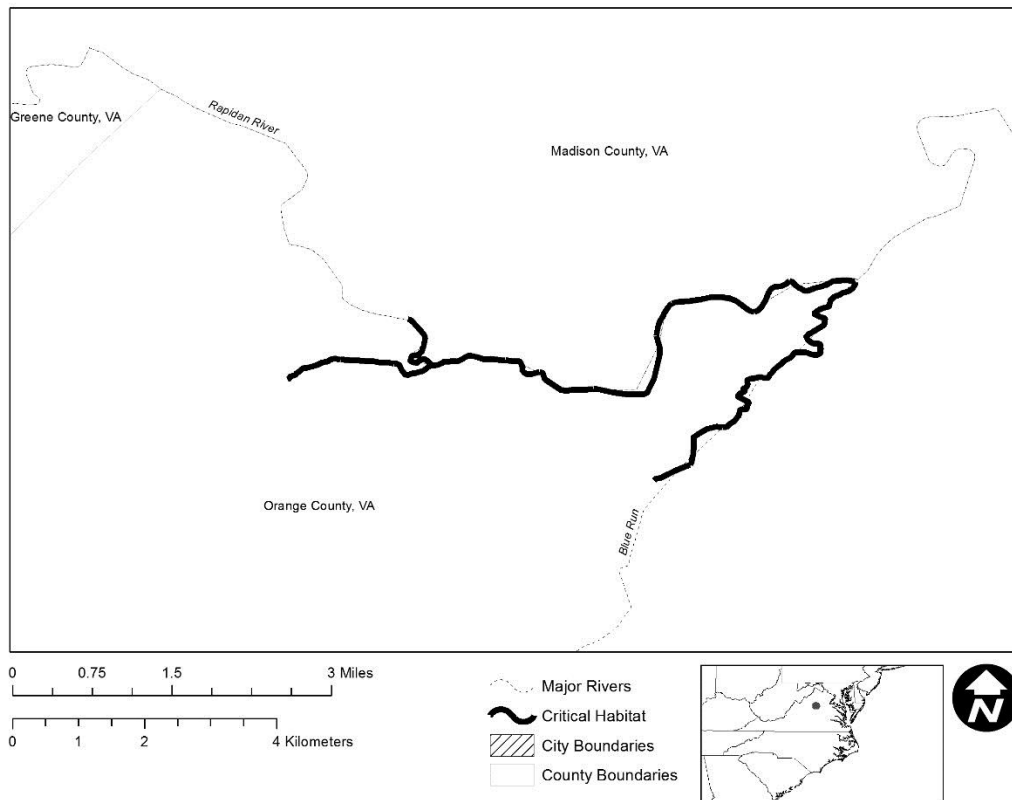 Rapidan River
Greene County, VA
Madison County, VA
Orange County, VA
Blue Run
0 0.75 1.5 3 Miles
0 1 2 4 Kilometers
Major Rivers
Critical Habitat
City Boundaries
County Boundaries
N